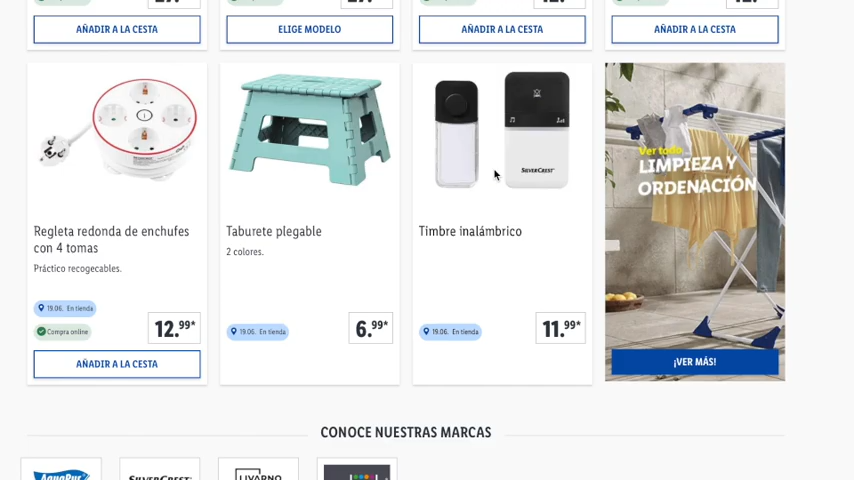 AÑADIR A LA CESTA
ELIGE MODELO
AÑADIR A LA CESTA
AÑADIR A LA CESTA
SILVERCREST
Ver todo
LIMPIEZA Y
ORDENACIÓN
Regleta redonda de enchufes
con 4 tomas
Prático recogecables.
19.06. En tienda
Compra online
12.99*
AÑADIR A LA CESTA
Taburete plegable
2 colores.
19.06. En tienda
6.99*
Timbre inalámbrico
19.06. En tienda
11.99*
¡VER MÁS!
CONOCE NUESTRAS MARCAS
AquaPur
SILVERCREST
LIVARNO